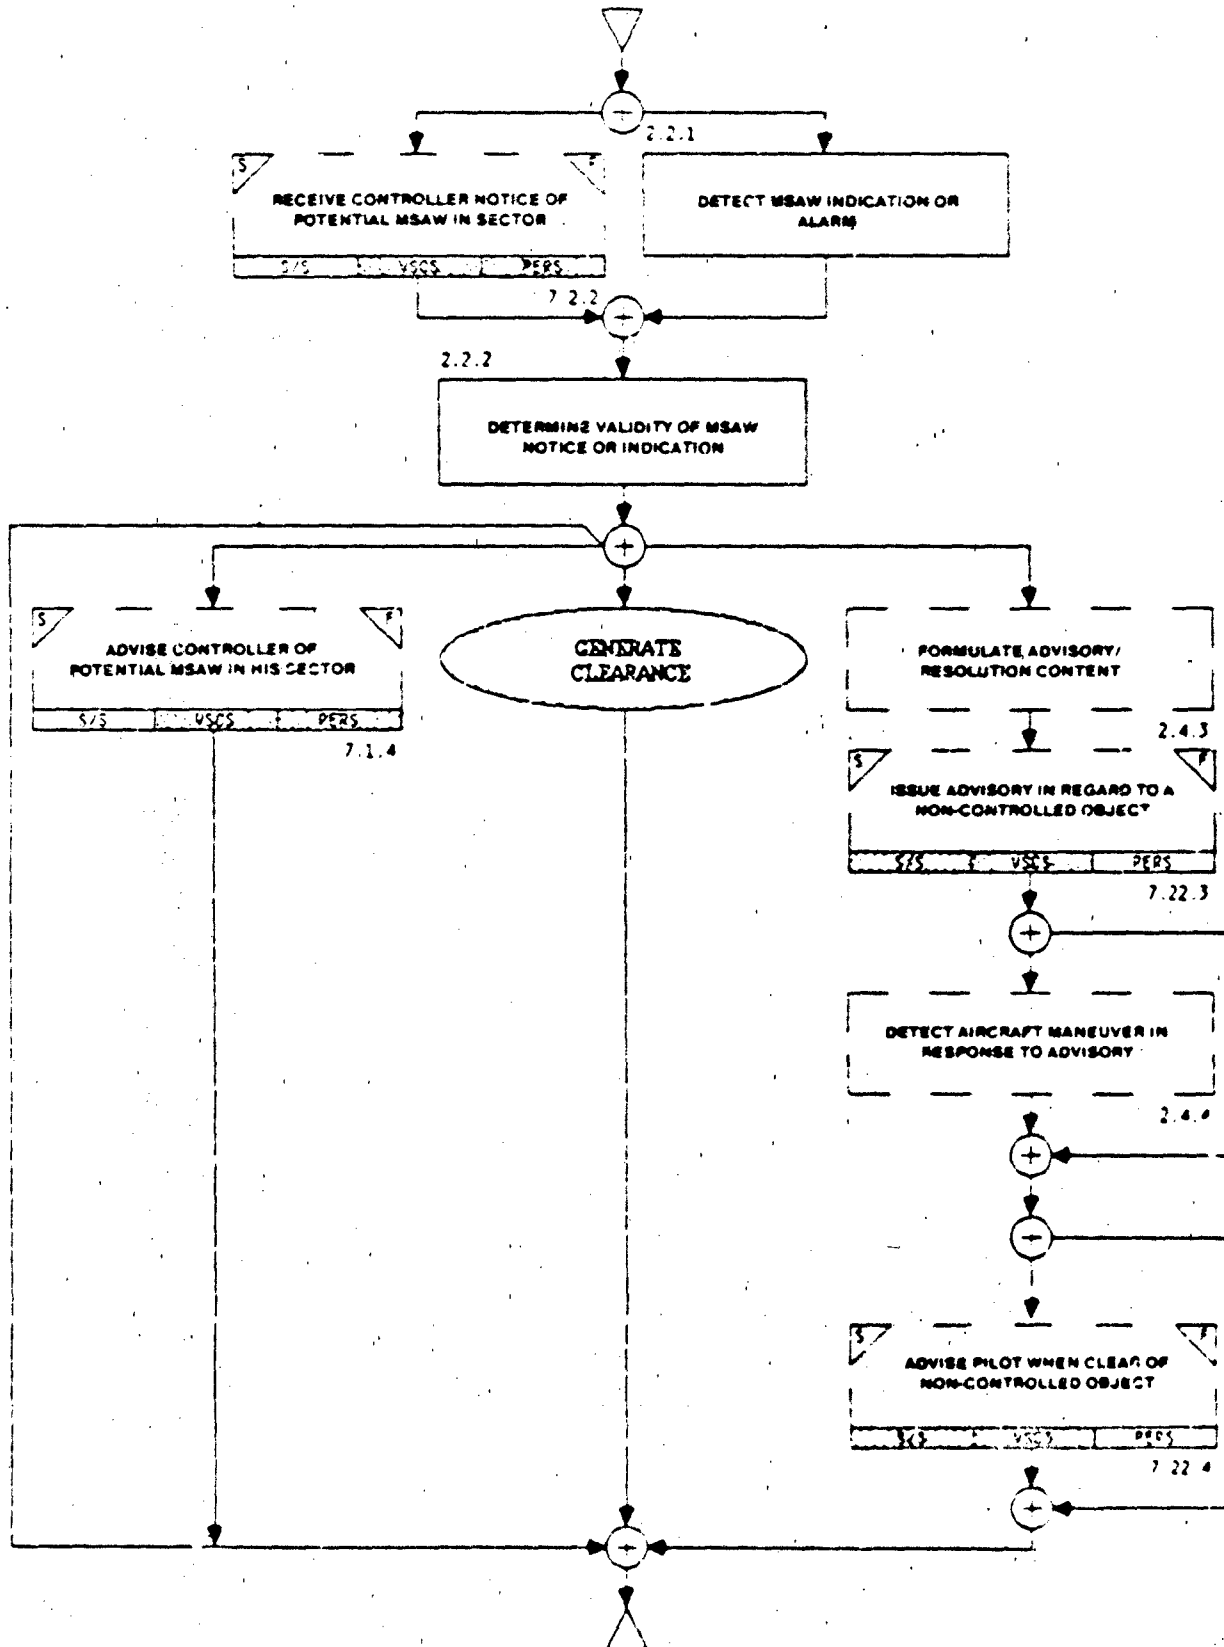 2.2.1
S F
RECEIVE CONTROLLER NOTICE OF
POTENTIAL MSAW IN SECTOR
S/S VSCS PERS
7.2.2
DETECT MSAW INDICATION OR
ALARM
2.2.2
DETERMINE VALIDITY OF MSAW
NOTICE OR INDICATION
S F
ADVISE CONTROLLER OF
POTENTIAL MSAW IN HIS SECTOR
S/S VSCS PERS
7.1.4
GENERATE
CLEARANCE
FORMULATE ADVISORY/
RESOLUTION CONTENT
2.4.3
S F
ISSUE ADVISORY IN REGARD TO A
NON-CONTROLLED OBJECT
S/S VSCS PERS
7.22.3
DETECT AIRCRAFT MANEUVER IN
RESPONSE TO ADVISORY
2.4.4
S F
ADVISE PILOT WHEN CLEAR OF
NON-CONTROLLED OBJECT
S/S VSCS PERS
7.22.4